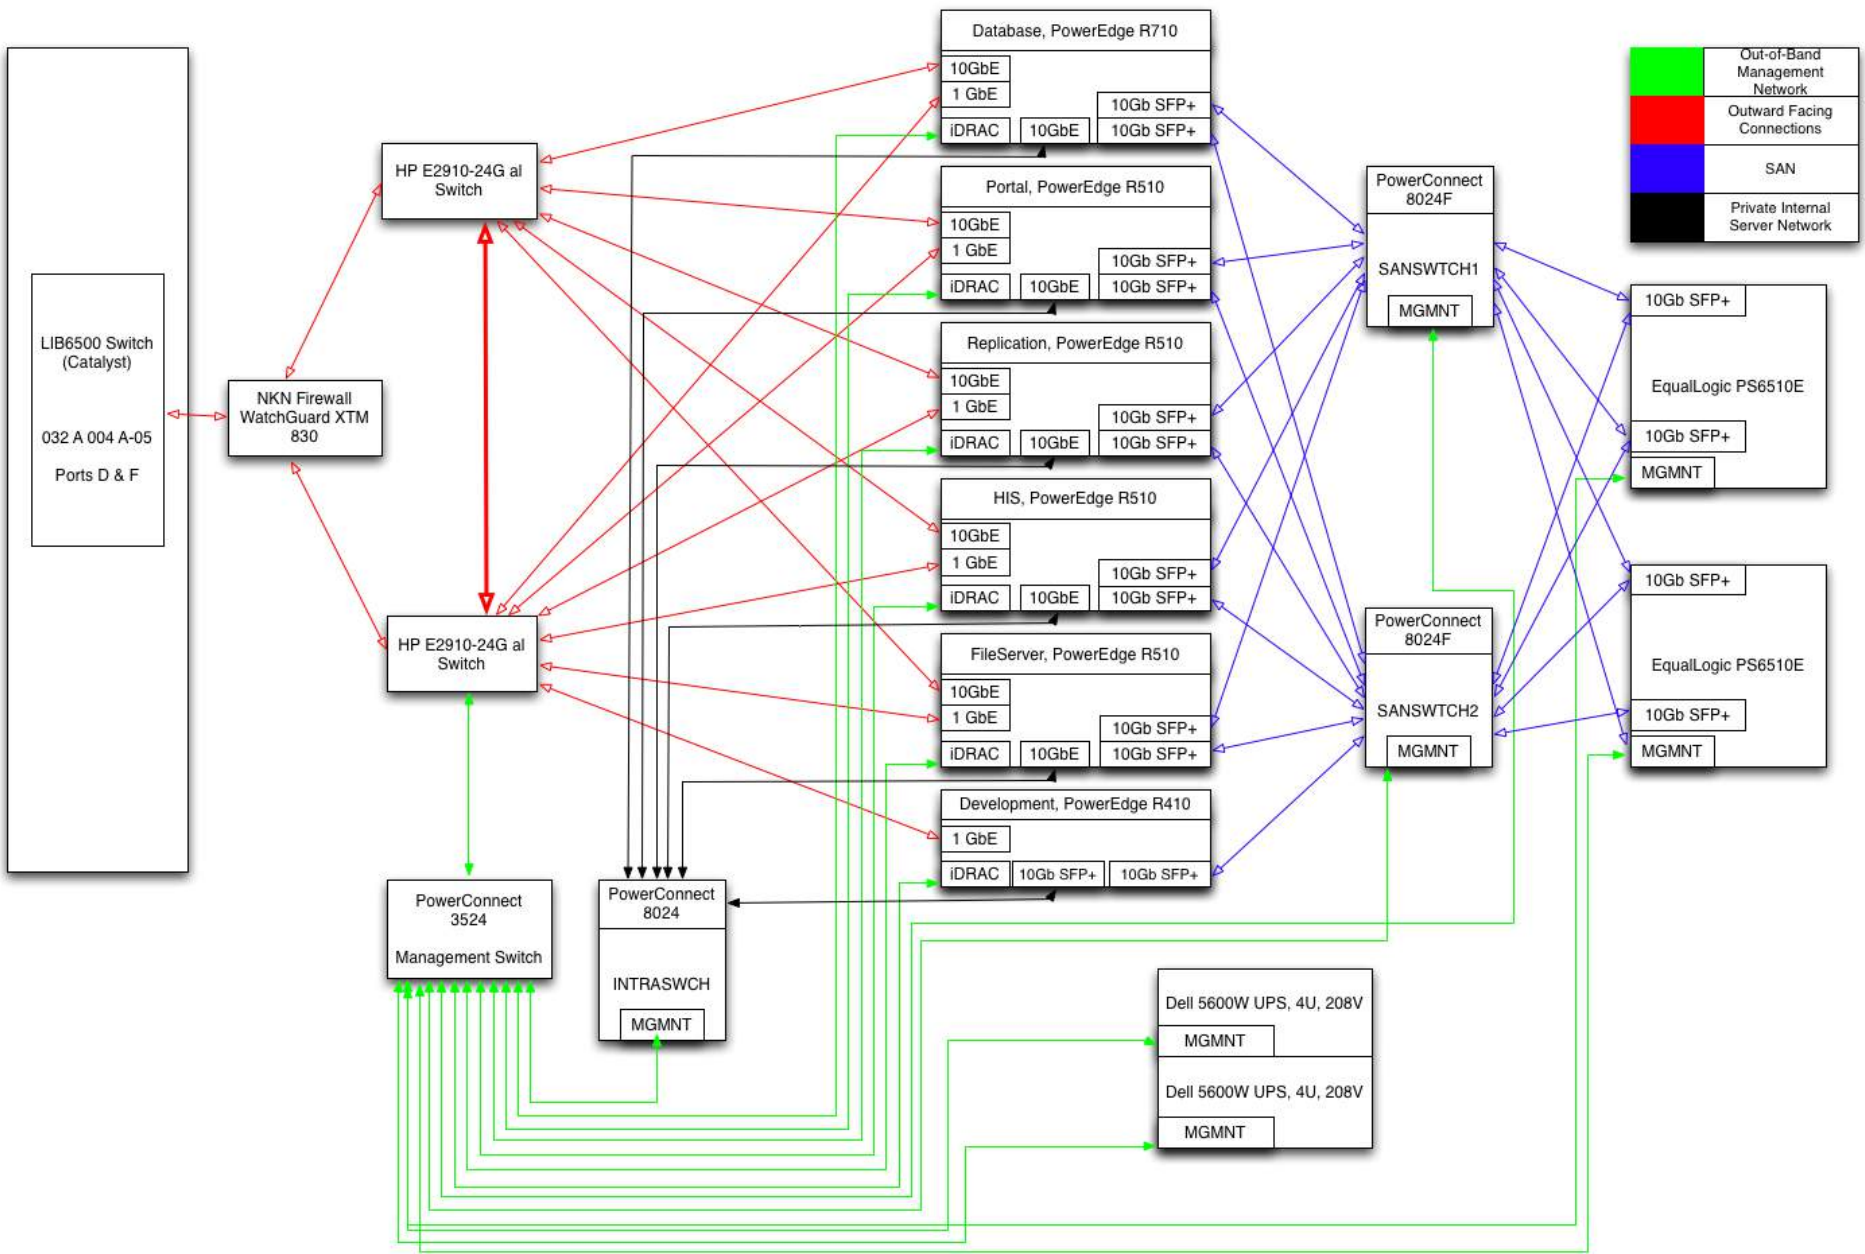 LIB6500 Switch
(Catalyst)
032 A 004 A-05
Ports D & F
NKN Firewall
WatchGuard XTM
830
HP E2910-24G al
Switch
HP E2910-24G al
Switch
PowerConnect
3524
Management Switch
PowerConnect
8024
INTRASWCH
MGMNT
Database, PowerEdge R710
10GbE
1 GbE
10Gb SFP+
iDRAC
10GbE
10Gb SFP+
Portal, PowerEdge R510
10GbE
1 GbE
10Gb SFP+
iDRAC
10GbE
10Gb SFP+
Replication, PowerEdge R510
10GbE
1 GbE
10Gb SFP+
iDRAC
10GbE
10Gb SFP+
HIS, PowerEdge R510
10GbE
1 GbE
10Gb SFP+
iDRAC
10GbE
10Gb SFP+
FileServer, PowerEdge R510
10GbE
1 GbE
10Gb SFP+
iDRAC
10GbE
10Gb SFP+
Development, PowerEdge R410
1 GbE
iDRAC
10Gb SFP+
10Gb SFP+
PowerConnect
8024F
SANSWTCH1
MGMNT
PowerConnect
8024F
SANSWTCH2
MGMNT
Dell 5600W UPS, 4U, 208V
MGMNT
Dell 5600W UPS, 4U, 208V
MGMNT
Out-of-Band
Management
Network
Outward Facing
Connections
SAN
Private Internal
Server Network
10Gb SFP+
EqualLogic PS6510E
10Gb SFP+
MGMNT
10Gb SFP+
EqualLogic PS6510E
10Gb SFP+
MGMNT